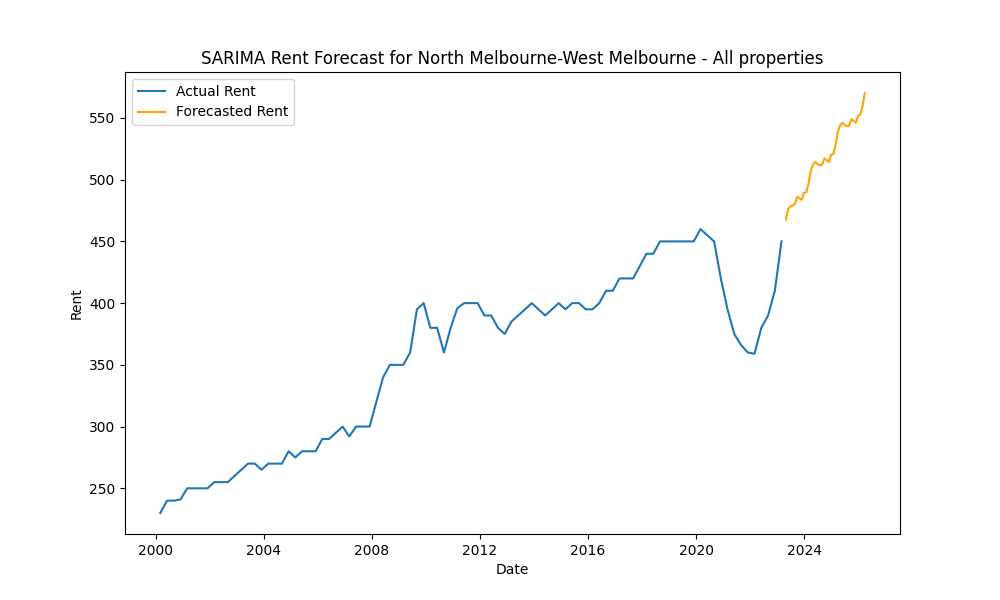 SARIMA Rent Forecast for North Melbourne-West Melbourne - All properties
Actual Rent
Forecasted Rent
550
500
450
400
350
300
250
Rent
2000 2004 2008 2012 2016 2020 2024
Date